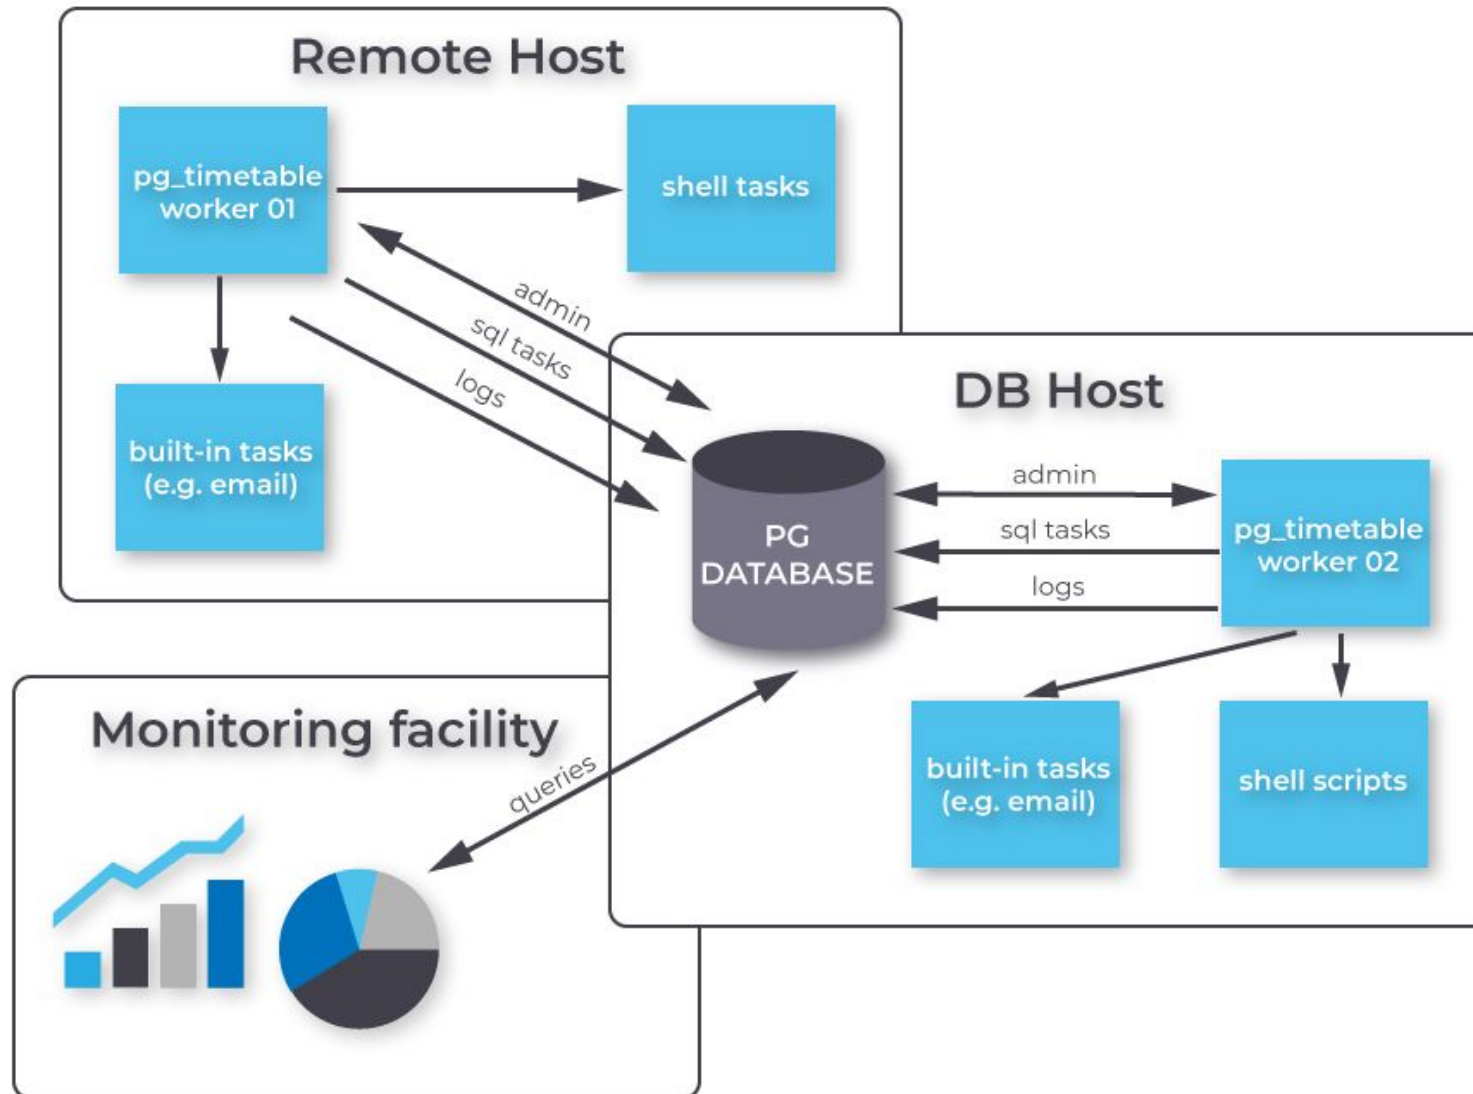 Remote Host
pg_timetable
worker 01
shell tasks
admin
sql tasks
logs
built-in tasks
(e.g. email)
DB Host
PG
DATABASE
admin
sql tasks
logs
pg_timetable
worker 02
built-in tasks
(e.g. email)
shell scripts
Monitoring facility
queries